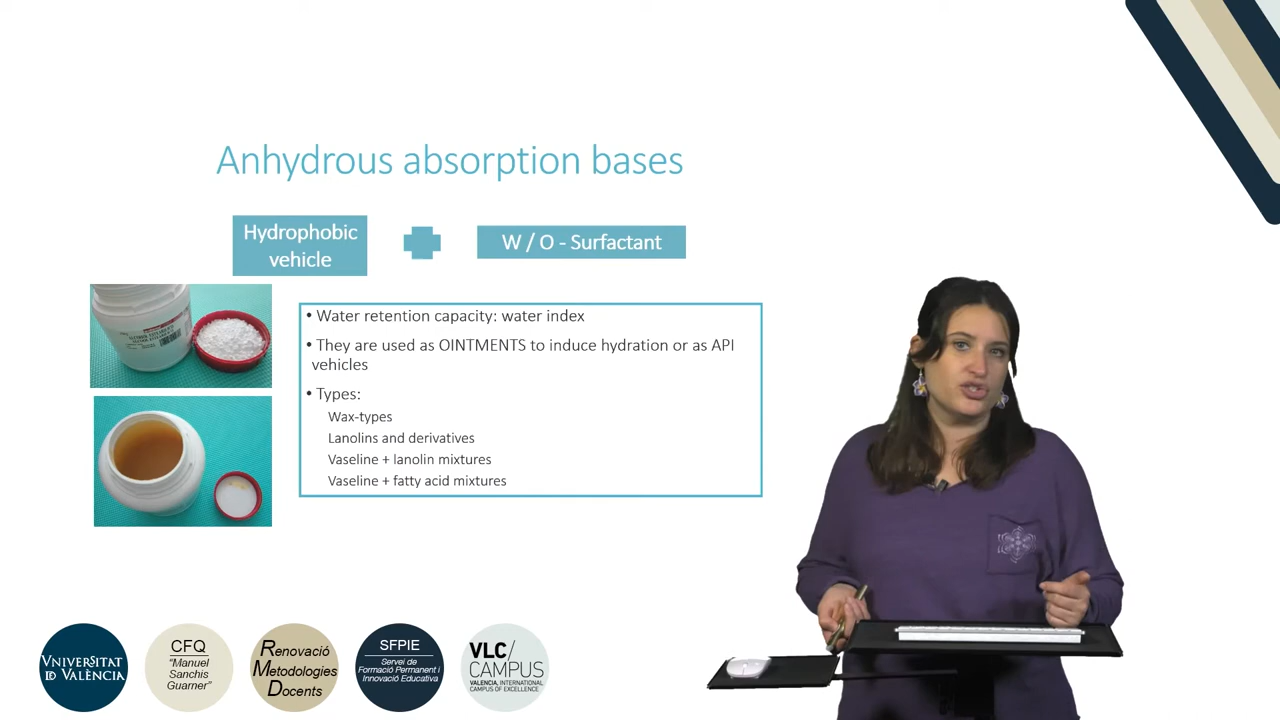 Anhydrous absorption bases
Hydrophobic
vehicle
W / O - Surfactant
• Water retention capacity: water index
• They are used as OINTMENTS to induce hydration or as API
vehicles
• Types:
Wax-types
Lanolins and derivatives
Vaseline + lanolin mixtures
Vaseline + fatty acid mixtures
VNIVERSITAT
ID VALÈNCIA
CFQ
"Manuel
Sanchis
Guarner"
Renovació
Metodologies
Docents
SFPIE
Servei de
Formació Permanent i
Innovació Educativa
VLC/
CAMPUS
VALENCIA, INTERNATIONAL
CAMPUS OF EXCELLENCE